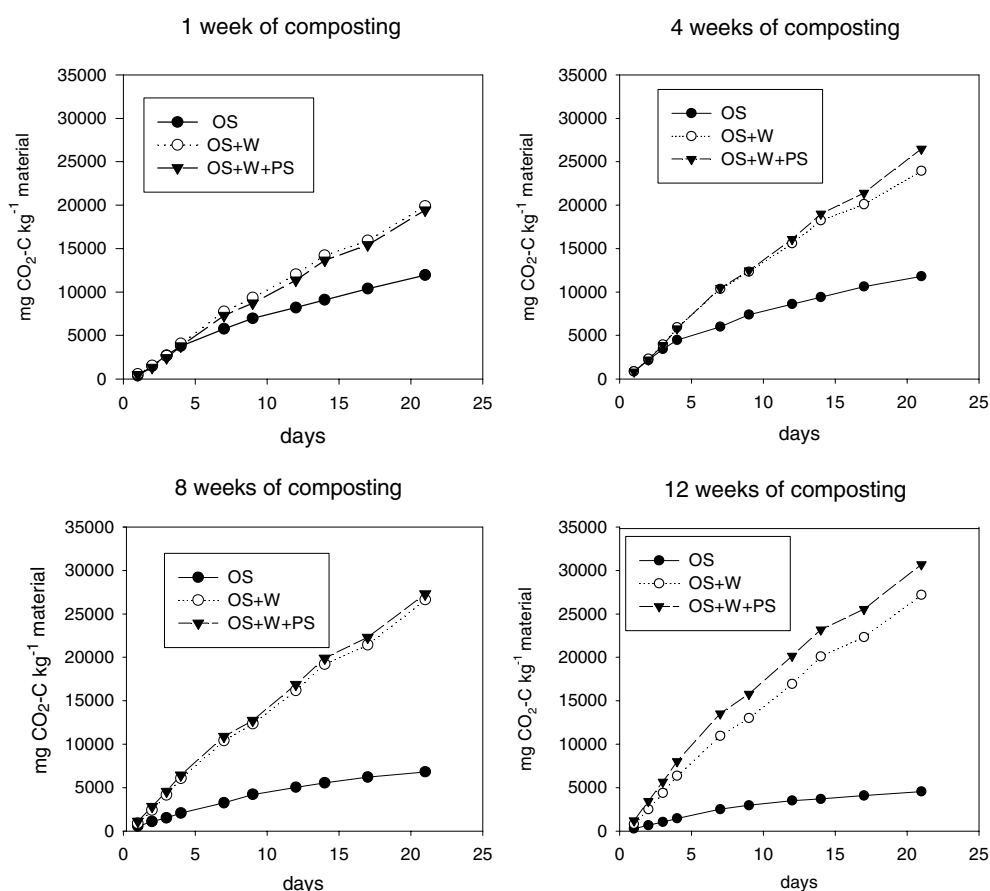 1 week of composting
35000
30000
25000
20000
15000
10000
5000
0
mg CO₂-C kg⁻¹ material
OS
OS+W
OS+W+PS
0 5 10 15 20 25
days
4 weeks of composting
35000
30000
25000
20000
15000
10000
5000
0
mg CO₂-C kg⁻¹ material
OS
OS+W
OS+W+PS
0 5 10 15 20 25
days
8 weeks of composting
35000
30000
25000
20000
15000
10000
5000
0
mg CO₂-C kg⁻¹ material
OS
OS+W
OS+W+PS
0 5 10 15 20 25
days
12 weeks of composting
35000
30000
25000
20000
15000
10000
5000
0
mg CO₂-C kg⁻¹ material
OS
OS+W
OS+W+PS
0 5 10 15 20 25
days